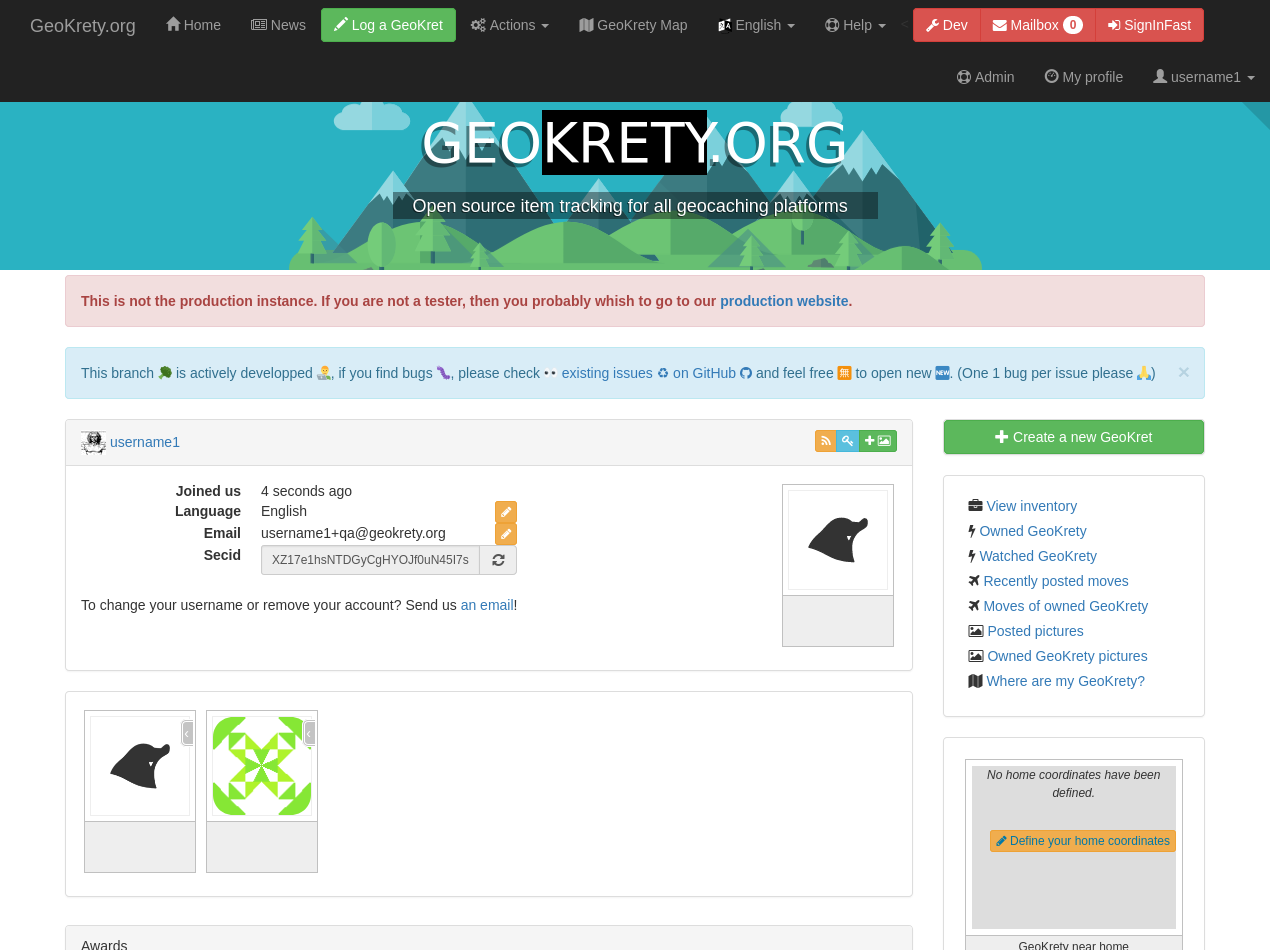 GeoKrety.org Home News Log a GeoKret Actions GeoKrety Map English Help < Dev Mailbox 0 SignInFast
Admin My profile username1
GEOKRETY.ORG
Open source item tracking for all geocaching platforms
This is not the production instance. If you are not a tester, then you probably whish to go to our production website.
This branch 🥦 is actively developped 👨‍⚕️, if you find bugs 🐛, please check 👀 existing issues ♻ on GitHub and feel free 🈚 to open new 🆕. (One 1 bug per issue please 🙏) ×
username1
Joined us 4 seconds ago
Language English
Email username1+qa@geokrety.org
Secid XZ17e1hsNTDGyCgHYOJf0uN45I7s
To change your username or remove your account? Send us an email!
Create a new GeoKret
View inventory
Owned GeoKrety
Watched GeoKrety
Recently posted moves
Moves of owned GeoKrety
Posted pictures
Owned GeoKrety pictures
Where are my GeoKrety?
No home coordinates have been
defined.
Define your home coordinates
GeoKrety near home
Awards